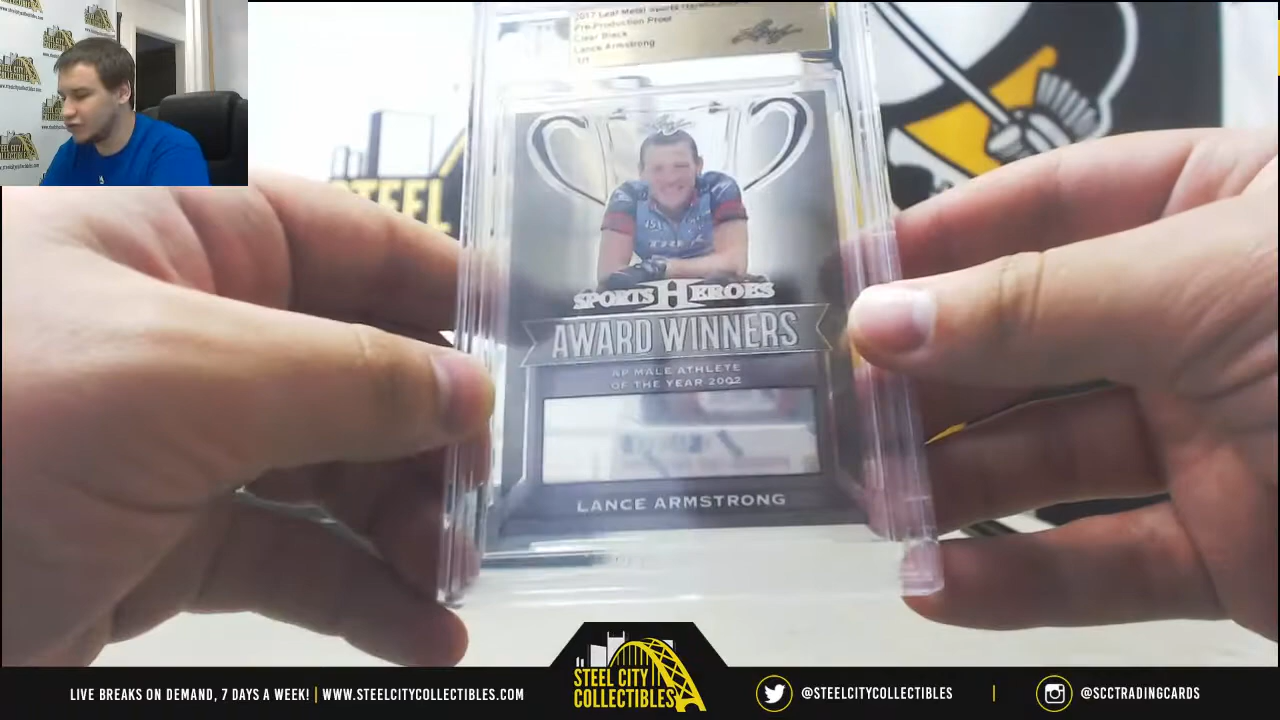 2017 Leaf Metal Sports Heroes
Pre-Production Proof
Clear Black
Lance Armstrong
1/1
Leaf
STEEL
SPORTS HEROES
AWARD WINNERS
AP MALE ATHLETE
OF THE YEAR 2002
LANCE ARMSTRONG
LIVE BREAKS ON DEMAND, 7 DAYS A WEEK! | WWW.STEELCITYCOLLECTIBLES.COM
STEEL CITY
COLLECTIBLES
@STEELCITYCOLLECTIBLES
|
@SCCTRADINGCARDS